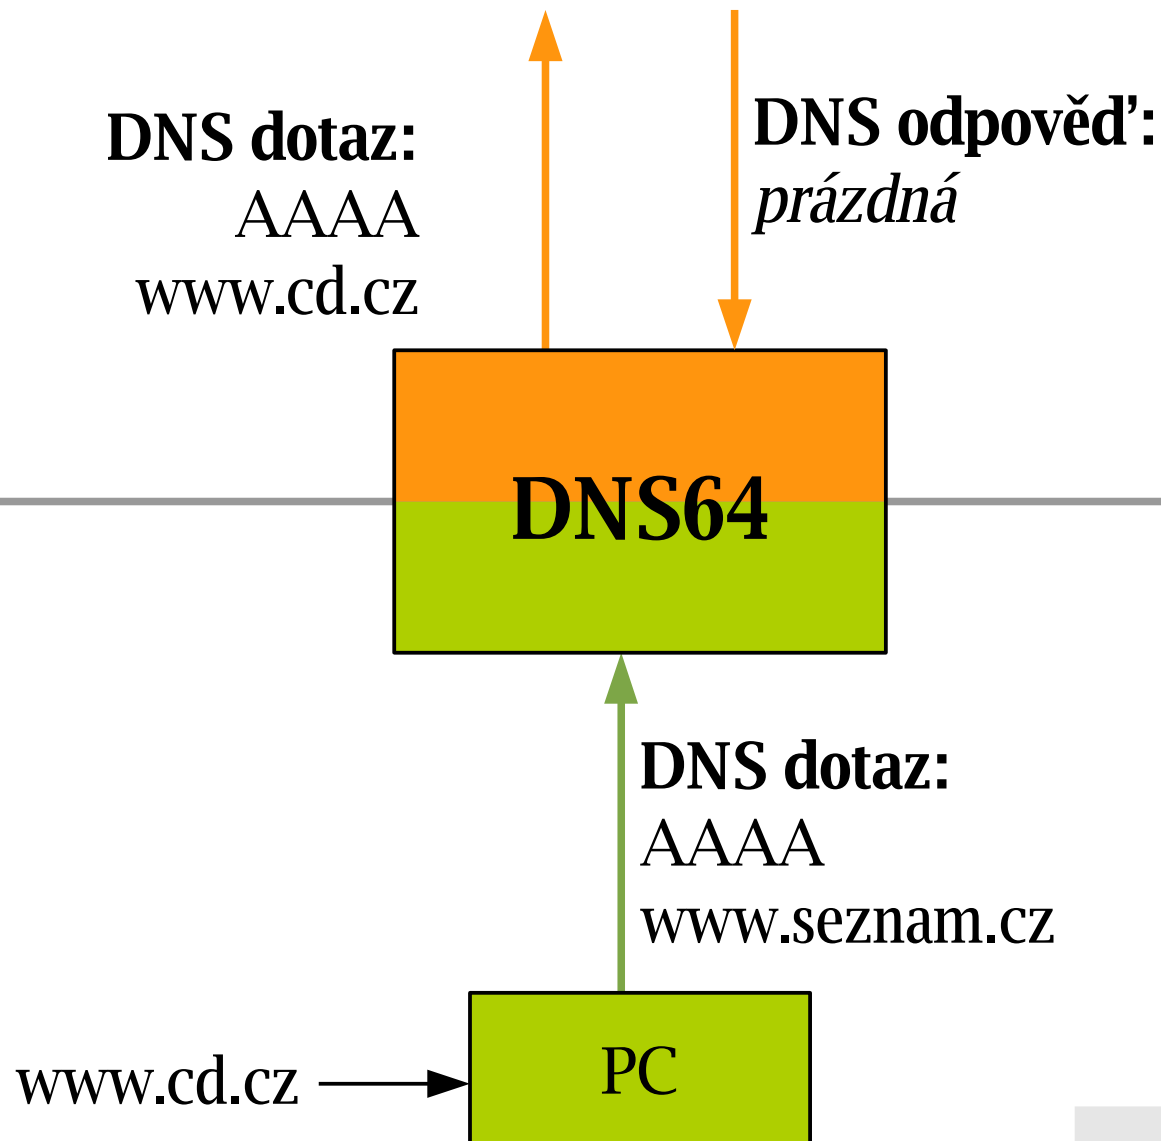 DNS dotaz:
AAAA
www.cd.cz
DNS odpověď:
prázdná
DNS64
DNS dotaz:
AAAA
www.seznam.cz
www.cd.cz
PC